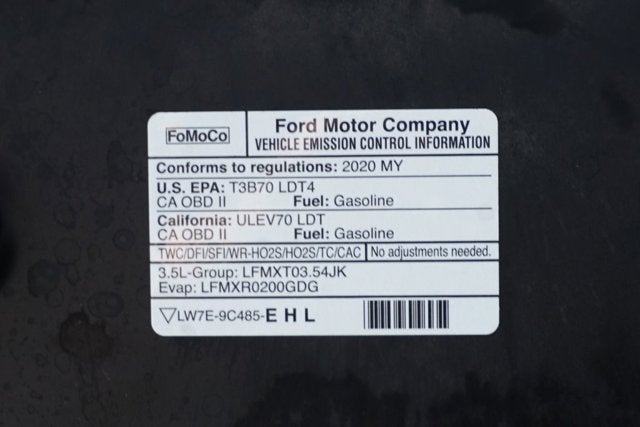 FoMoCo
Ford Motor Company
VEHICLE EMISSION CONTROL INFORMATION
Conforms to regulations: 2020 MY
U.S. EPA: T3B70 LDT4
CA OBD II Fuel: Gasoline
California: ULEV70 LDT
CA OBD II Fuel: Gasoline
TWC/DFI/SFI/WR-HO2S/HO2S/TC/CAC No adjustments needed.
3.5L-Group: LFMXT03.54JK
Evap: LFMXR0200GDG
▽LW7E-9C485-E H L